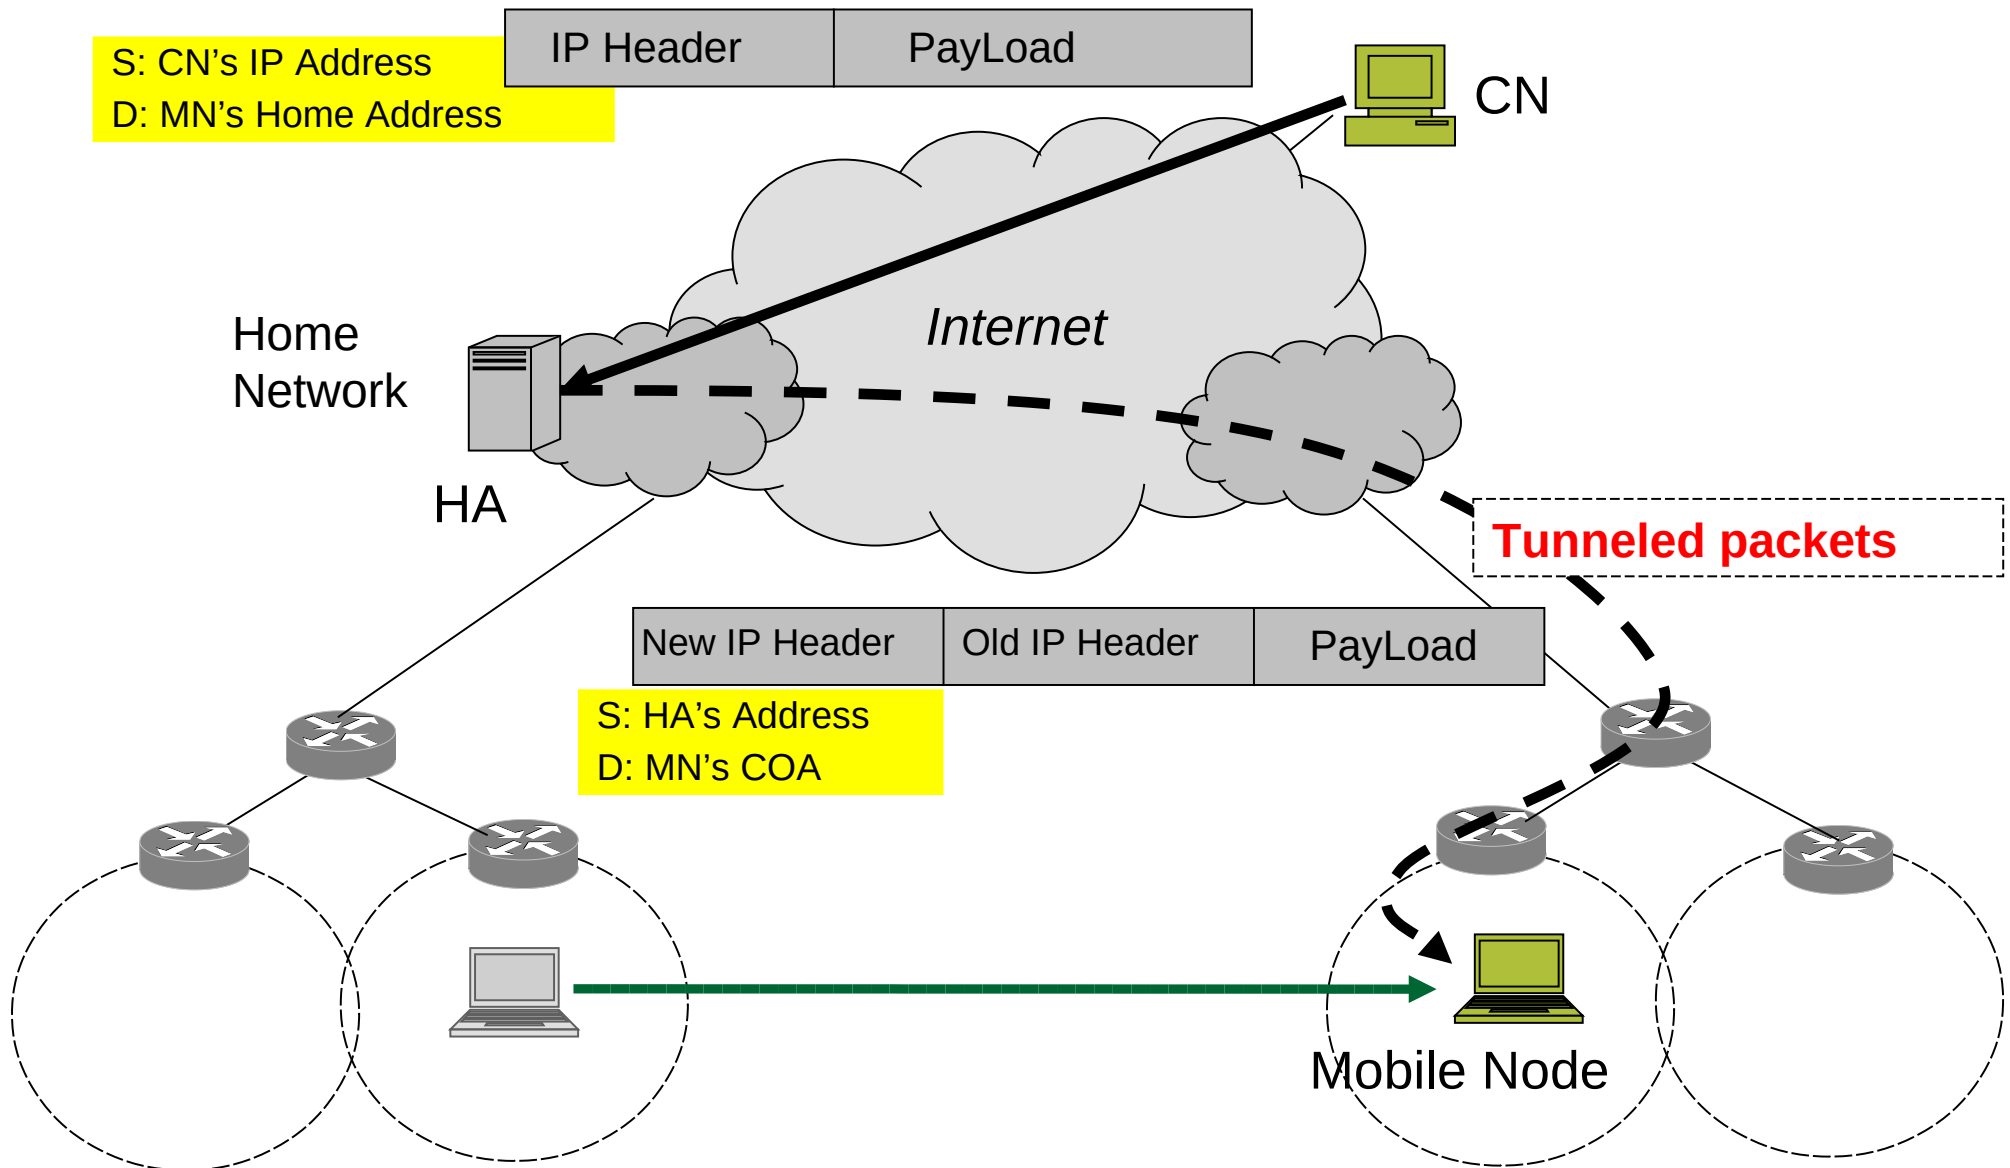 IP Header PayLoad
S: CN’s IP Address
D: MN’s Home Address
CN
Home
Network
Internet
HA
Tunneled packets
New IP Header Old IP Header PayLoad
S: HA’s Address
D: MN’s COA
Mobile Node